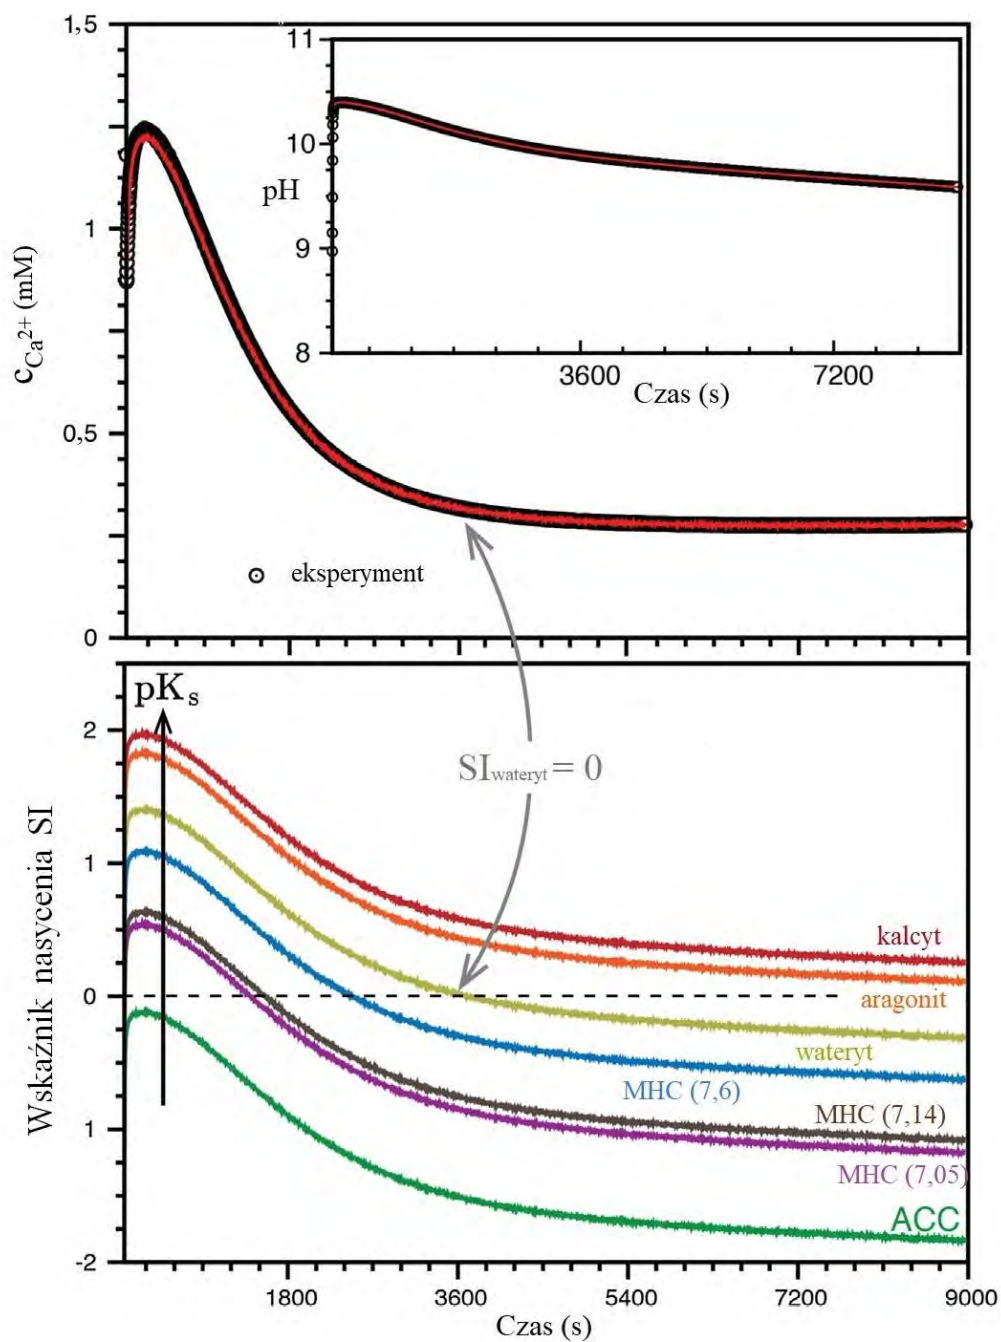 1,5
1
0,5
0
c_Ca²⁺ (mM)
11
10
9
8
pH
3600
7200
Czas (s)
eksperyment
pKₛ
SI_wateryt = 0
2
1
0
1
-2
Wskaźnik nasycenia SI
kalcyt
aragonit
wateryt
MHC (7,6)
MHC (7,14)
MHC (7,05)
ACC
1800
3600
5400
7200
9000
Czas (s)